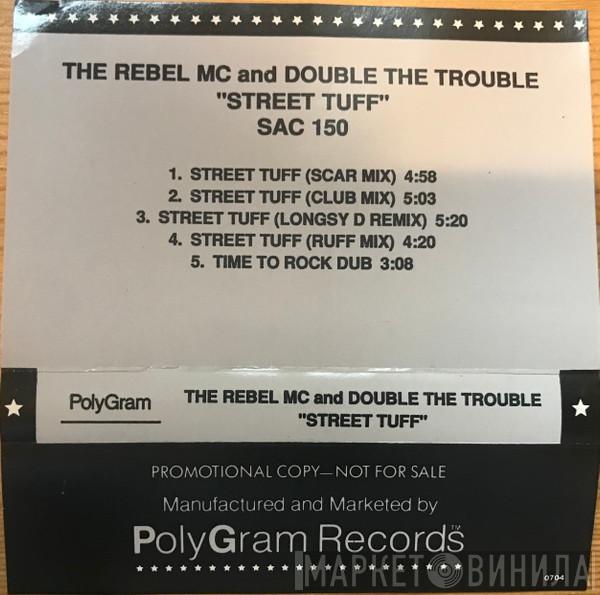 THE REBEL MC and DOUBLE THE TROUBLE
"STREET TUFF"
SAC 150
1. STREET TUFF (SCAR MIX) 4:58
2. STREET TUFF (CLUB MIX) 5:03
3. STREET TUFF (LONGSY D REMIX) 5:20
4. STREET TUFF (RUFF MIX) 4:20
5. TIME TO ROCK DUB 3:08
PolyGram
THE REBEL MC and DOUBLE THE TROUBLE
"STREET TUFF"
PROMOTIONAL COPY—NOT FOR SALE
Manufactured and Marketed by
PolyGram Records™
МАРКЕТ ВИНИЛА
0704